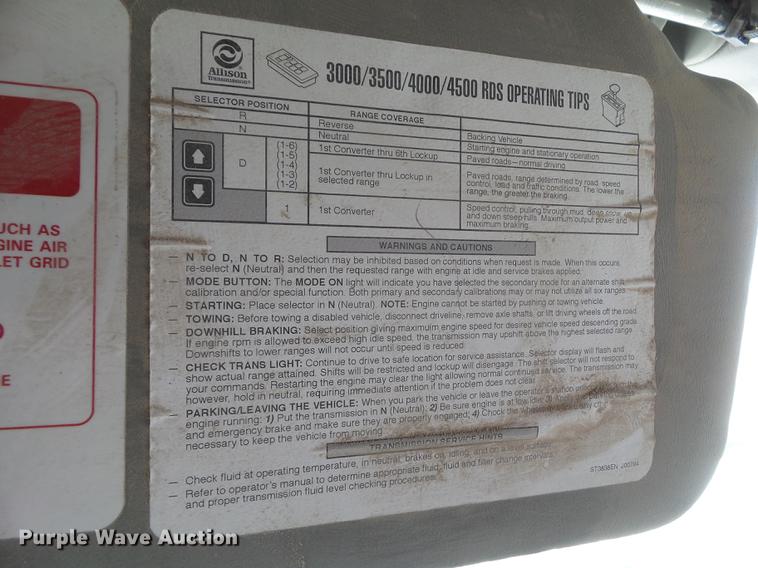 UCH AS
GINE AIR
LET GRID
E
Allison
Transmission®
3000/3500/4000/4500 RDS OPERATING TIPS
SELECTOR POSITION RANGE COVERAGE
R Reverse Backing Vehicle
N Neutral Starting engine and stationary operation
D (1-6) 1st Converter thru 6th Lockup Paved roads—normal driving
(1-5)
(1-4) 1st Converter thru Lockup in Paved roads, range determined by road, speed
(1-3) selected range control, load and traffic conditions. The lower the
(1-2) range, the greater the braking.
1 1st Converter Speed control, pulling through mud, deep snow, up
and down steep hills. Maximum output power and
maximum braking.
WARNINGS AND CAUTIONS
— N TO D, N TO R: Selection may be inhibited based on conditions when request is made. When this occurs,
re-select N (Neutral) and then the requested range with engine at idle and service brakes applied.
— MODE BUTTON: The MODE ON light will indicate you have selected the secondary mode for an alternate shift
calibration and/or special function. Both primary and secondary calibrations may or may not utilize all six ranges.
— STARTING: Place selector in N (Neutral). NOTE: Engine cannot be started by pushing or towing vehicle.
— TOWING: Before towing a disabled vehicle, disconnect driveline, remove axle shafts, or lift driving wheels off the road.
— DOWNHILL BRAKING: Select position giving maximum engine speed for desired vehicle speed descending grade.
If engine rpm is allowed to exceed high idle speed, the transmission may upshift above the highest selected range.
Downshifts to lower ranges will not occur until speed is reduced.
— CHECK TRANS LIGHT: Continue to drive to safe location for service assistance. Selector display will flash and
show actual range attained. Shifts will be restricted and lockup will disengage. The shift selector will not respond to
your commands. Restarting the engine may clear the light allowing normal continued service. The transmission may
however, hold in neutral, requiring immediate attention if the problem does not clear.
— PARKING/LEAVING THE VEHICLE: When you park the vehicle or leave the operator's station the
engine running: 1) Put the transmission in N (Neutral); 2) Be sure engine is at low idle; 3)
and emergency brake and make sure they are properly engaged; 4) Chock the wheels
necessary to keep the vehicle from moving.
TRANSMISSION SERVICE HINTS
— Check fluid at operating temperature, in neutral, brakes on, idling, and on a level surface.
— Refer to operator's manual to determine appropriate fluid, fluid and filter change intervals,
and proper transmission fluid level checking procedures.
Purple Wave Auction